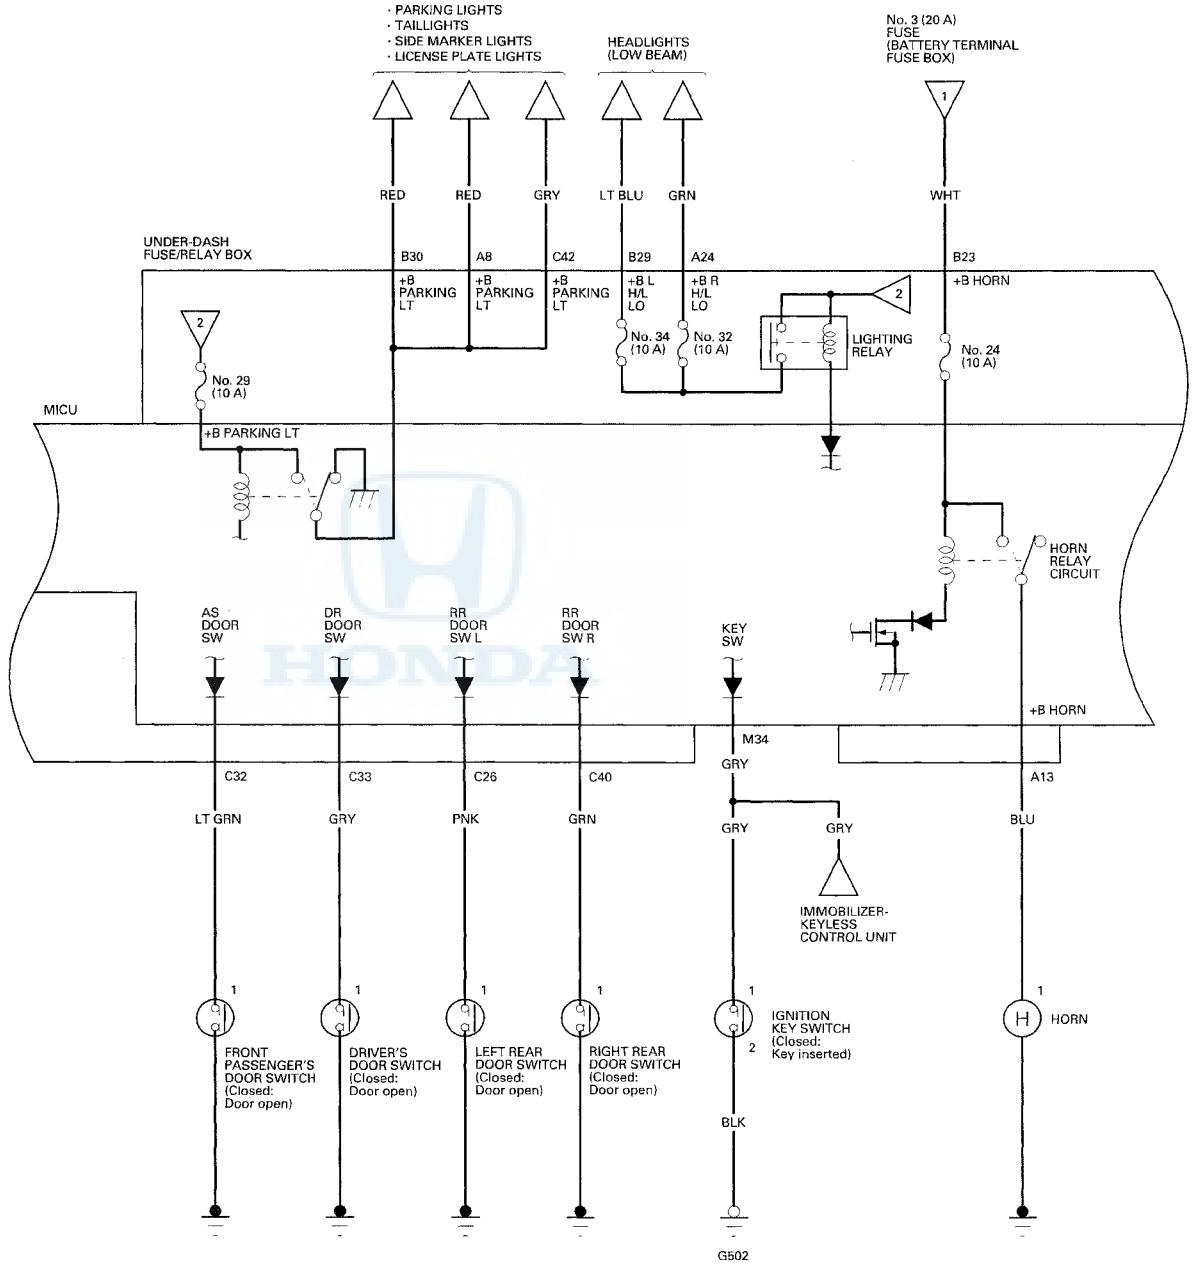 · PARKING LIGHTS
· TAILLIGHTS
· SIDE MARKER LIGHTS
· LICENSE PLATE LIGHTS
HEADLIGHTS
(LOW BEAM)
No. 3 (20 A)
FUSE
(BATTERY TERMINAL
FUSE BOX)
1
RED
RED
GRY
LT BLU
GRN
WHT
UNDER-DASH
FUSE/RELAY BOX
B30
A8
C42
B29
A24
B23
+B
PARKING
LT
+B
PARKING
LT
+B
PARKING
LT
+B L
H/L
LO
+B R
H/L
LO
+B HORN
2
2
No. 34
(10 A)
No. 32
(10 A)
LIGHTING
RELAY
No. 24
(10 A)
No. 29
(10 A)
MICU
+B PARKING LT
HORN
RELAY
CIRCUIT
AS
DOOR
SW
DR
DOOR
SW
RR
DOOR
SW L
RR
DOOR
SW R
KEY
SW
HONDA
+B HORN
M34
GRY
C32
C33
C26
C40
A13
LT GRN
GRY
PNK
GRN
GRY
GRY
BLU
IMMOBILIZER-
KEYLESS
CONTROL UNIT
1
1
1
1
1
1
2
IGNITION
KEY SWITCH
(Closed:
Key inserted)
H
HORN
FRONT
PASSENGER'S
DOOR SWITCH
(Closed:
Door open)
DRIVER'S
DOOR SWITCH
(Closed:
Door open)
LEFT REAR
DOOR SWITCH
(Closed:
Door open)
RIGHT REAR
DOOR SWITCH
(Closed:
Door open)
BLK
G502